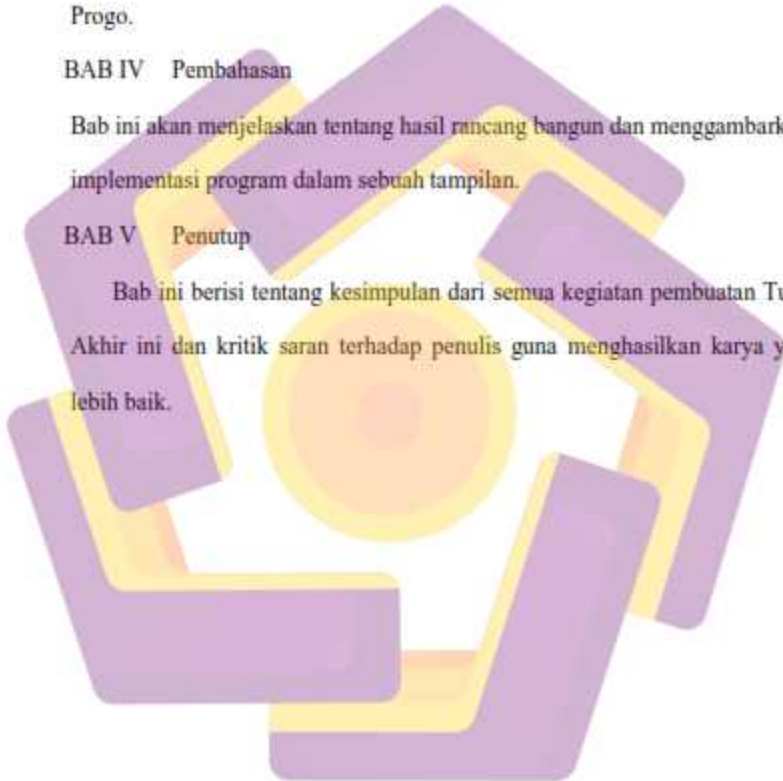 Progo.
BAB IV Pembahasan
Bab ini akan menjelaskan tentang hasil rancang bangun dan menggambark
implementasi program dalam sebuah tampilan.
BAB V Penutup
Bab ini berisi tentang kesimpulan dari semua kegiatan pembuatan Tu
Akhir ini dan kritik saran terhadap penulis guna menghasilkan karya y
lebih baik.